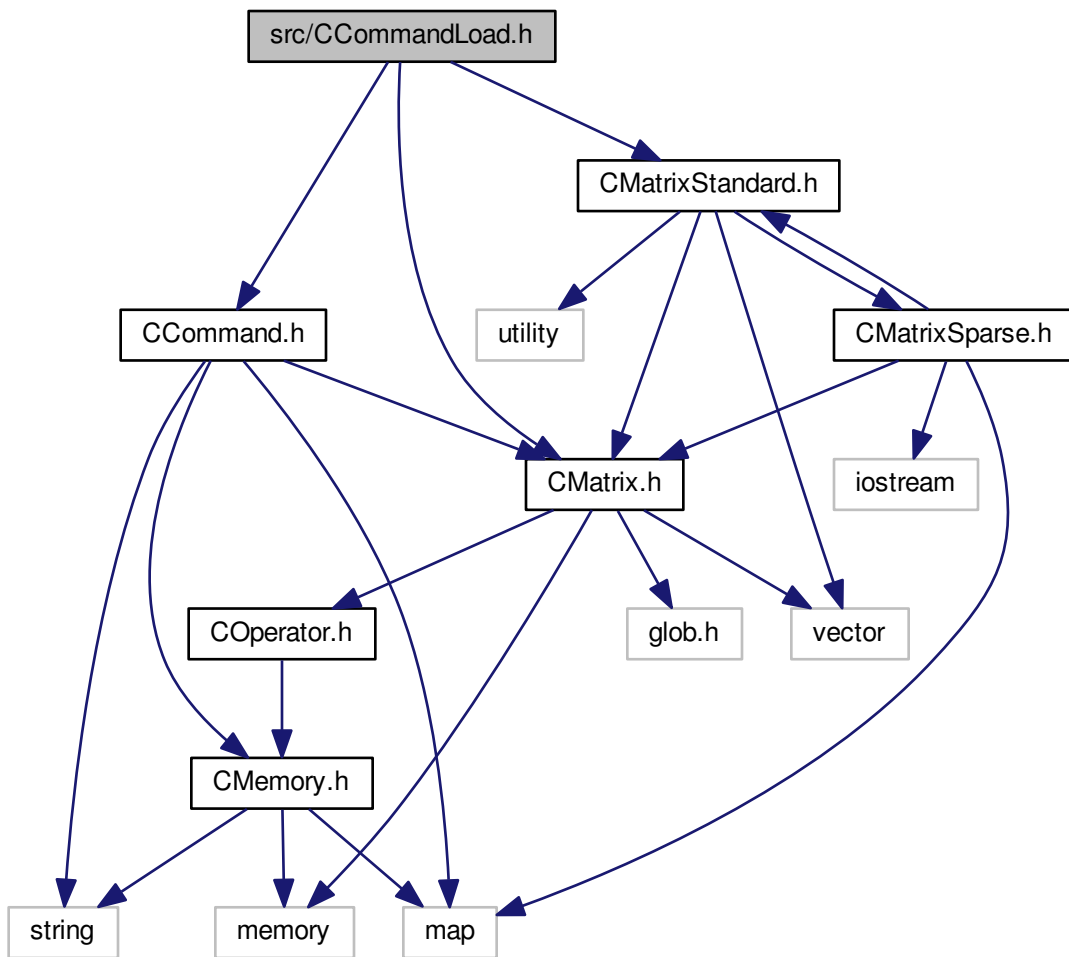 src/CCommandLoad.h
CMatrixStandard.h
CCommand.h
utility
CMatrixSparse.h
CMatrix.h
iostream
COperator.h
glob.h
vector
CMemory.h
string
memory
map